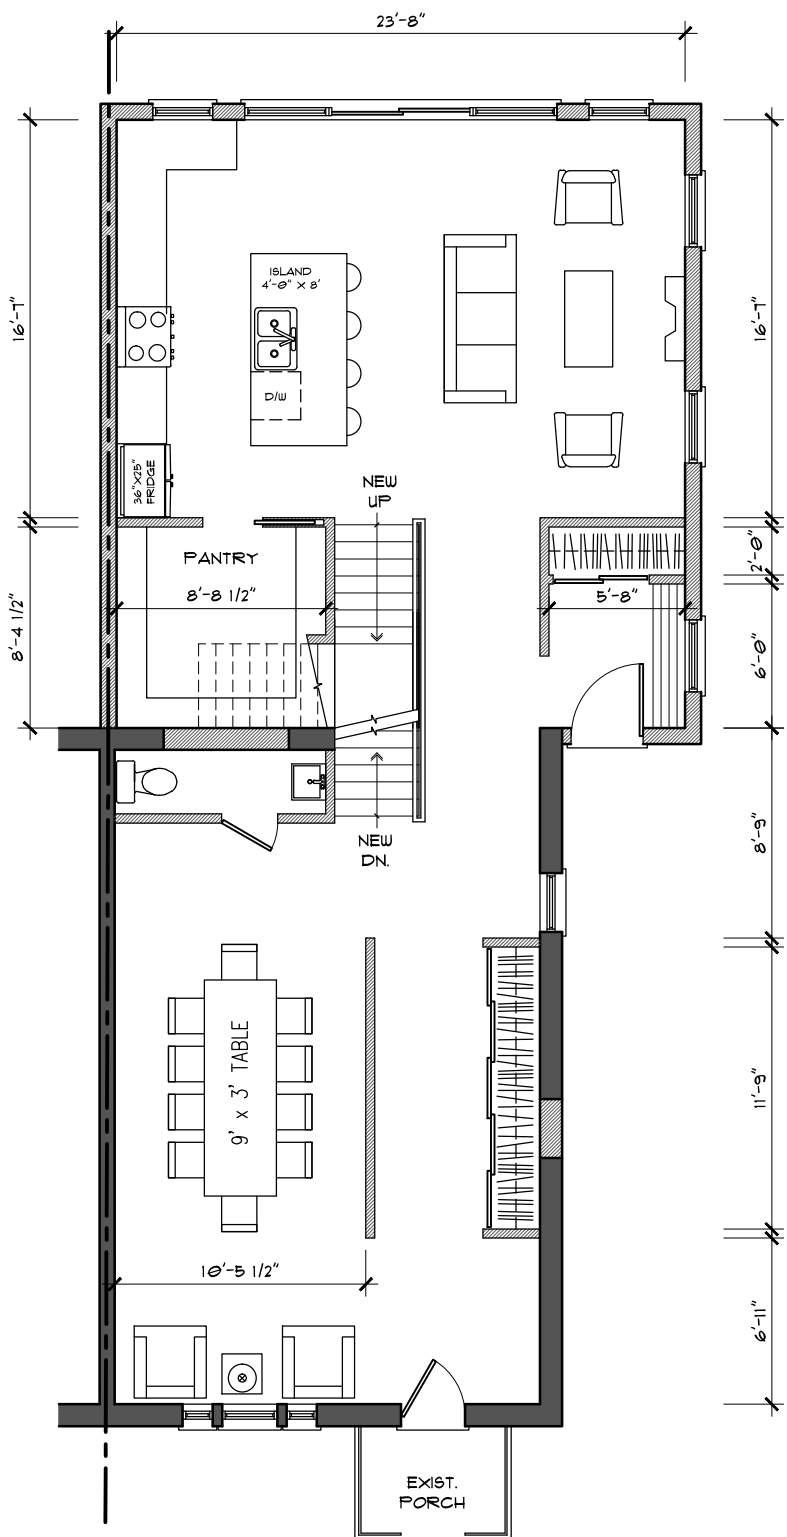 23'-8"
16'-7"
16'-7"
ISLAND
4'-0" X 8'
D/W
36"X25"
FRIDGE
NEW
UP
PANTRY
8'-8 1/2"
8'-4 1/2"
2'-0"
5'-8"
6'-0"
NEW
DN.
8'-9"
9' x 3' TABLE
11'-9"
10'-5 1/2"
6'-11"
EXIST.
PORCH